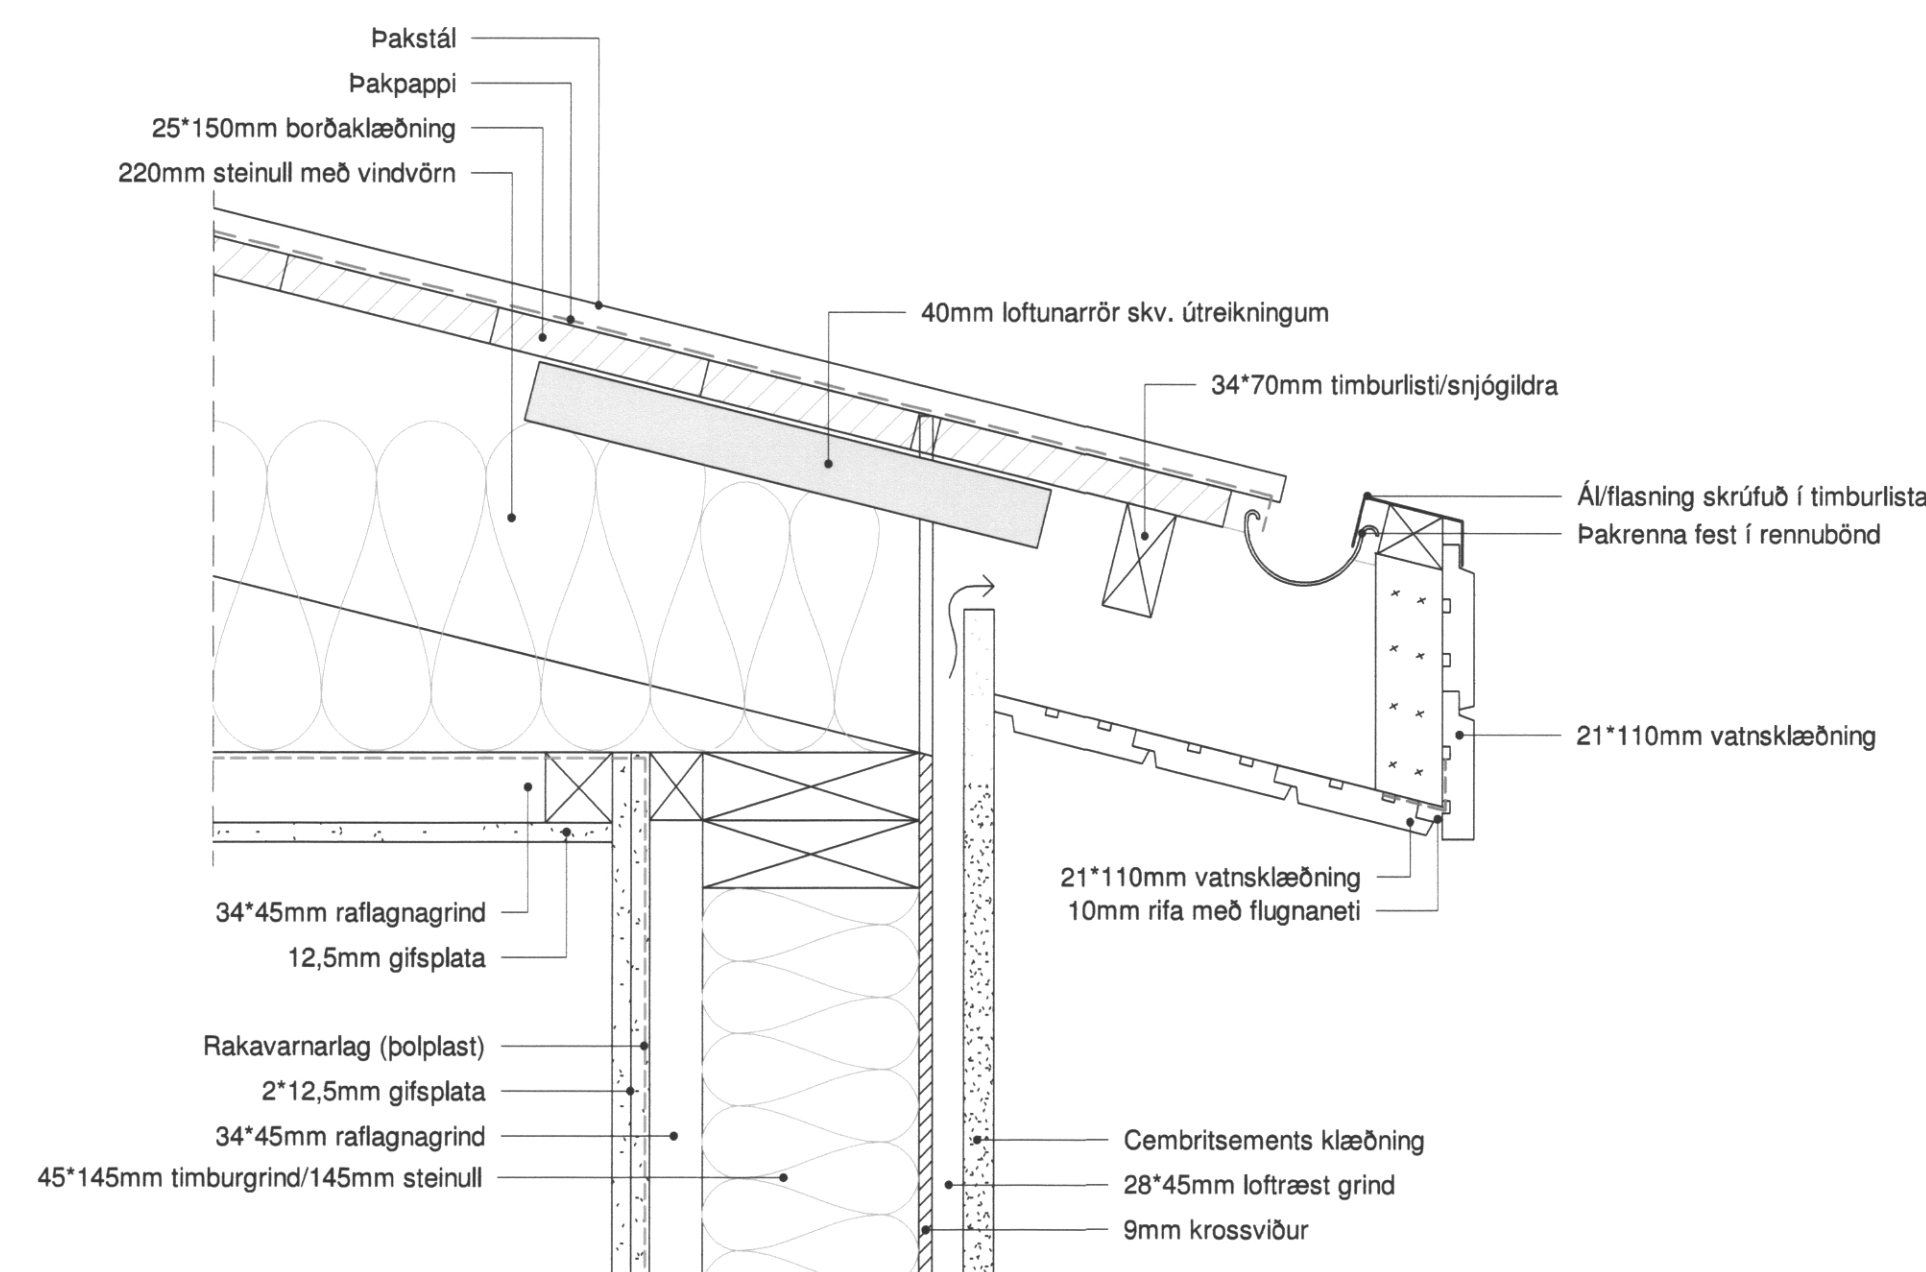 Þakstál
Þakpappi
25*150mm borðaklæðning
220mm steinull með vindvörn
40mm loftunarrör skv. útreikningum
34*70mm timburlisti/snjógildra
Ál/flasning skrúfuð í timburlista
Þakrenna fest í rennubönd
21*110mm vatnsklæðning
21*110mm vatnsklæðning
10mm rifa með flugnaneti
34*45mm raflagnagrind
12,5mm gifsplata
Rakavarnarlag (þolplast)
2*12,5mm gifsplata
34*45mm raflagnagrind
45*145mm timburgrind/145mm steinull
Cembritsements klæðning
28*45mm loftræst grind
9mm krossviður